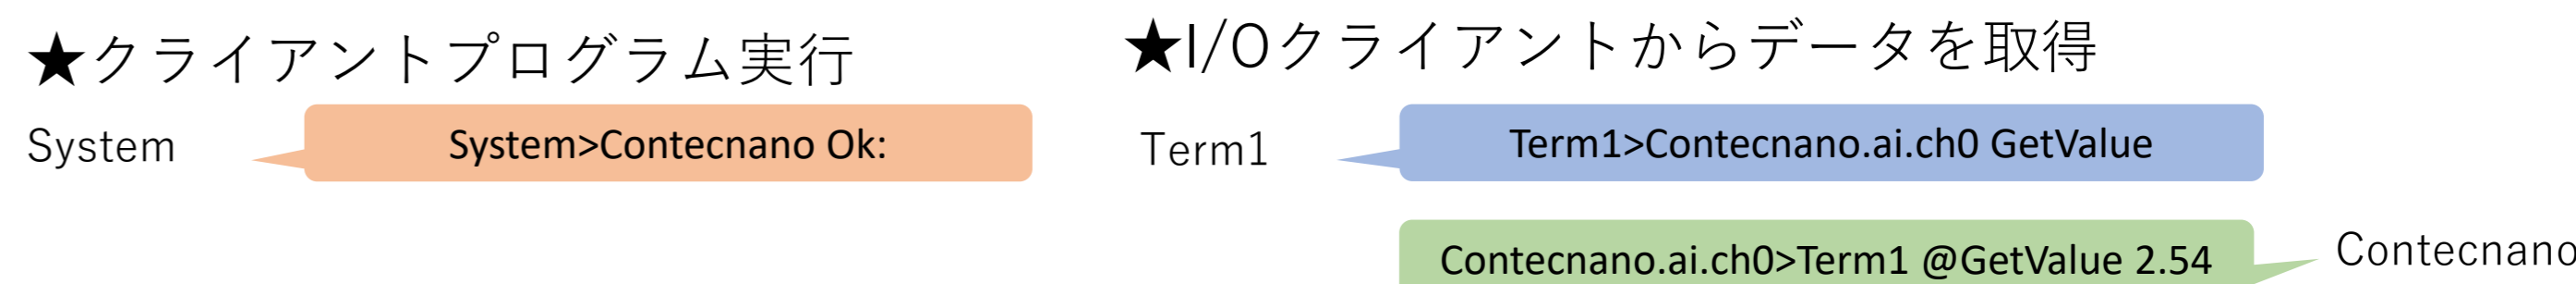 ★クライアントプログラム実行
System
System>Contecnano Ok:
★I/Oクライアントからデータを取得
Term1
Term1>Contecnano.ai.ch0 GetValue
Contecnano.ai.ch0>Term1 @GetValue 2.54
Contecnano